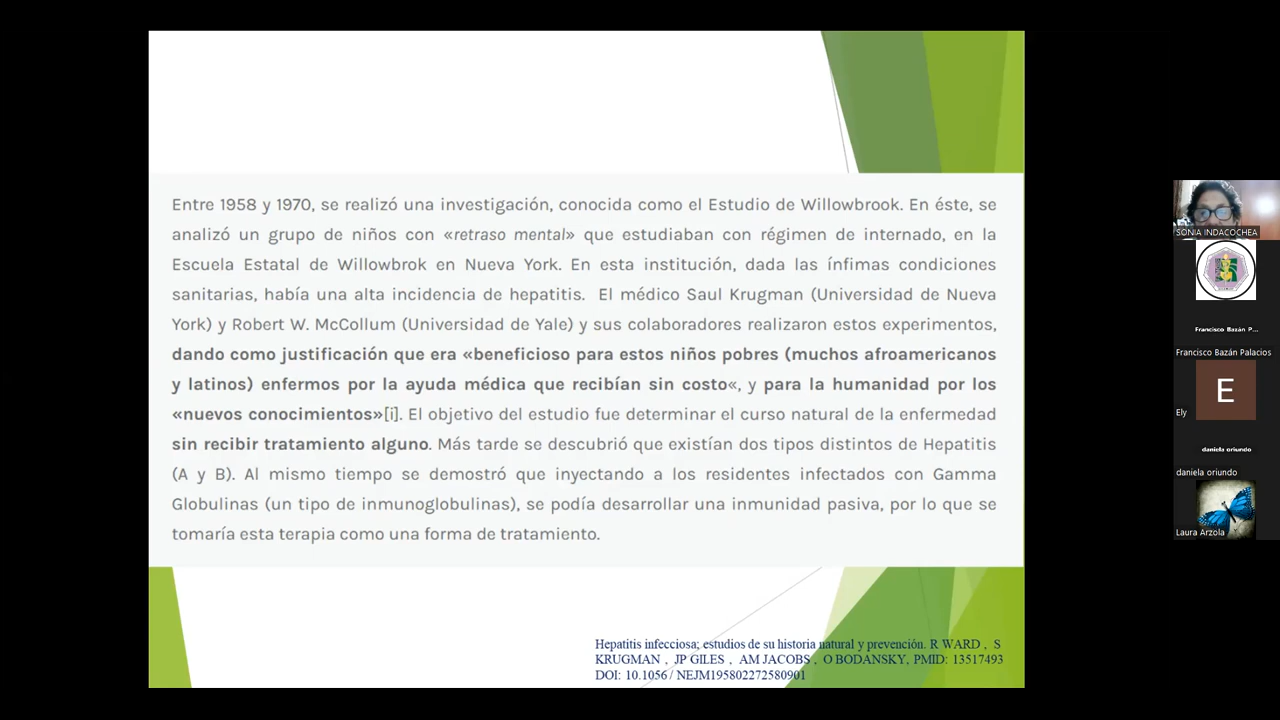 Entre 1958 y 1970, se realizó una investigación, conocida como el Estudio de Willowbrook. En éste, se
analizó un grupo de niños con «retraso mental» que estudiaban con régimen de internado, en la
Escuela Estatal de Willowbrok en Nueva York. En esta institución, dada las ínfimas condiciones
sanitarias, había una alta incidencia de hepatitis. El médico Saul Krugman (Universidad de Nueva
York) y Robert W. McCollum (Universidad de Yale) y sus colaboradores realizaron estos experimentos,
dando como justificación que era «beneficioso para estos niños pobres (muchos afroamericanos
y latinos) enfermos por la ayuda médica que recibían sin costo«, y para la humanidad por los
«nuevos conocimientos»[i]. El objetivo del estudio fue determinar el curso natural de la enfermedad
sin recibir tratamiento alguno. Más tarde se descubrió que existían dos tipos distintos de Hepatitis
(A y B). Al mismo tiempo se demostró que inyectando a los residentes infectados con Gamma
Globulinas (un tipo de inmunoglobulinas), se podía desarrollar una inmunidad pasiva, por lo que se
tomaría esta terapia como una forma de tratamiento.
Hepatitis infecciosa; estudios de su historia natural y prevención. R WARD , S
KRUGMAN , JP GILES , AM JACOBS , O BODANSKY, PMID: 13517493
DOI: 10.1056 / NEJM195802272580901
SONIA INDACOCHEA
Francisco Bazán P...
Francisco Bazán Palacios
E
Ely
daniela oriundo
daniela oriundo
Laura Arzola